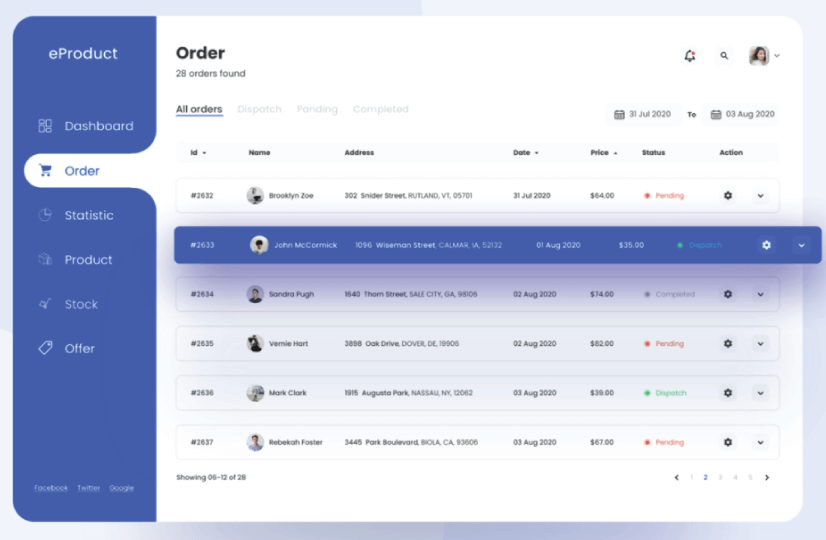 eProduct
Dashboard
Order
Statistic
Product
Stock
Offer
Facebook Twitter Google
Order
28 orders found
All orders Dispatch Panding Completed
31 Jul 2020 To 03 Aug 2020
Id Name Address Date Price Status Action
#2632 Brooklyn Zoe 302 Snider Street, RUTLAND, VT, 05701 31 Jul 2020 $64.00 Pending
#2633 John McCormick 1096 Wiseman Street, CALMAR, IA, 52132 01 Aug 2020 $35.00 Dispatch
#2634 Sandra Pugh 1640 Thorn Street, SALE CITY, GA, 98106 02 Aug 2020 $74.00 Completed
#2635 Vernie Hart 3898 Oak Drive, DOVER, DE, 19906 02 Aug 2020 $82.00 Pending
#2636 Mark Clark 1915 Augusta Park, NASSAU, NY, 12062 03 Aug 2020 $39.00 Dispatch
#2637 Rebekah Foster 3445 Park Boulevard, BIOLA, CA, 93606 03 Aug 2020 $67.00 Pending
Showing 06-12 of 28
1 2 3 4 5